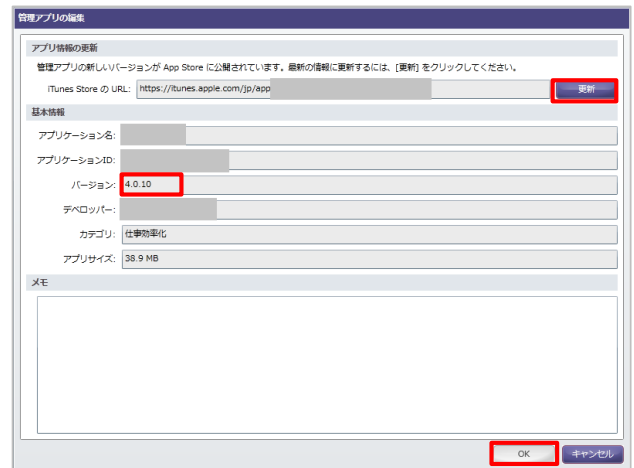 管理アプリの編集
アプリ情報の更新
管理アプリの新しいバージョンが App Store に公開されています。最新の情報に更新するには、[更新] をクリックしてください。
iTunes Store の URL: https://itunes.apple.com/jp/app 更新
基本情報
アプリケーション名:
アプリケーションID:
バージョン: 4.0.10
デベロッパー:
カテゴリ: 仕事効率化
アプリサイズ: 38.9 MB
メモ
OK キャンセル